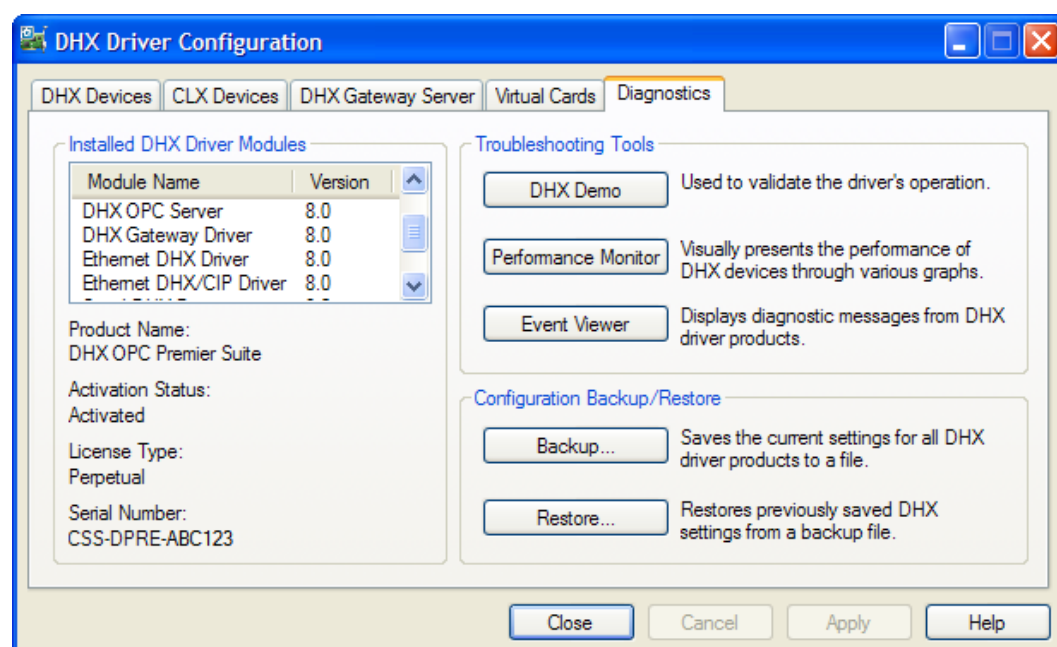 DHX Driver Configuration
DHX Devices
CLX Devices
DHX Gateway Server
Virtual Cards
Diagnostics
Installed DHX Driver Modules
Module Name Version
DHX OPC Server 8.0
DHX Gateway Driver 8.0
Ethernet DHX Driver 8.0
Ethernet DHX/CIP Driver 8.0
Product Name:
DHX OPC Premier Suite
Activation Status:
Activated
License Type:
Perpetual
Serial Number:
CSS-DPRE-ABC123
Troubleshooting Tools
DHX Demo
Used to validate the driver's operation.
Performance Monitor
Visually presents the performance of
DHX devices through various graphs.
Event Viewer
Displays diagnostic messages from DHX
driver products.
Configuration Backup/Restore
Backup...
Saves the current settings for all DHX
driver products to a file.
Restore...
Restores previously saved DHX
settings from a backup file.
Close
Cancel
Apply
Help